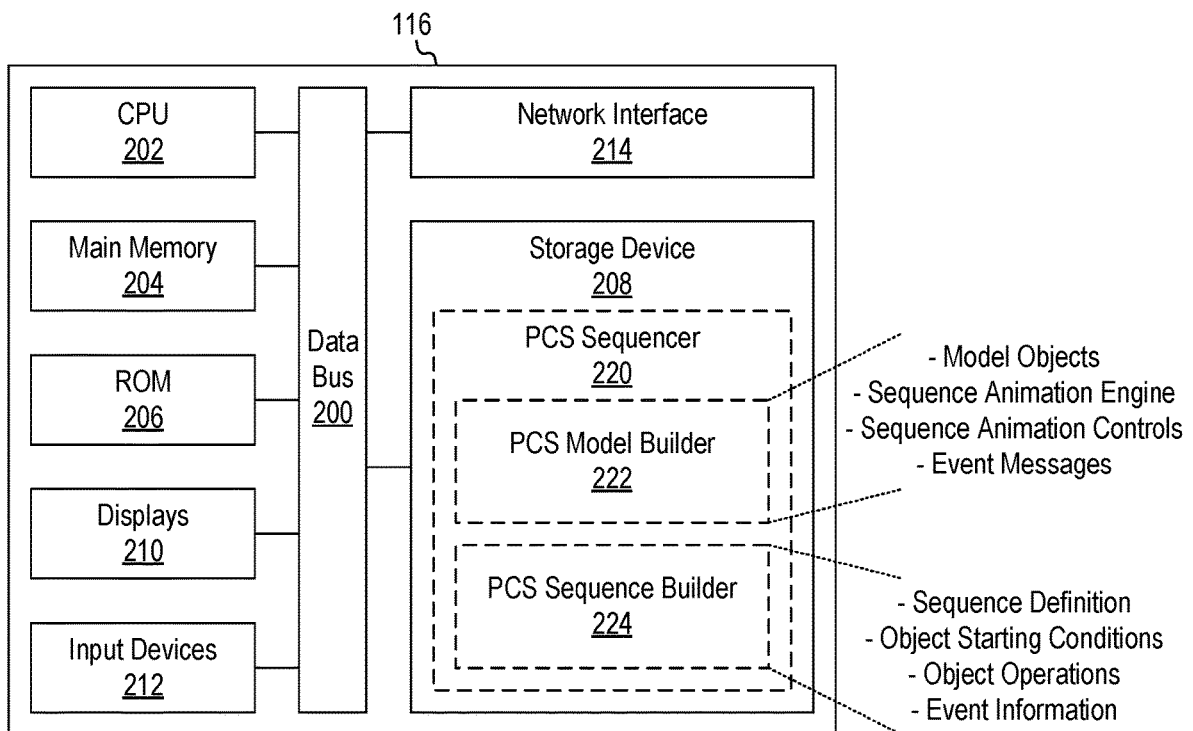 116
CPU
202
Main Memory
204
ROM
206
Displays
210
Input Devices
212
Data
Bus
200
Network Interface
214
Storage Device
208
PCS Sequencer
220
PCS Model Builder
222
PCS Sequence Builder
224
- Model Objects
- Sequence Animation Engine
- Sequence Animation Controls
- Event Messages
- Sequence Definition
- Object Starting Conditions
- Object Operations
- Event Information